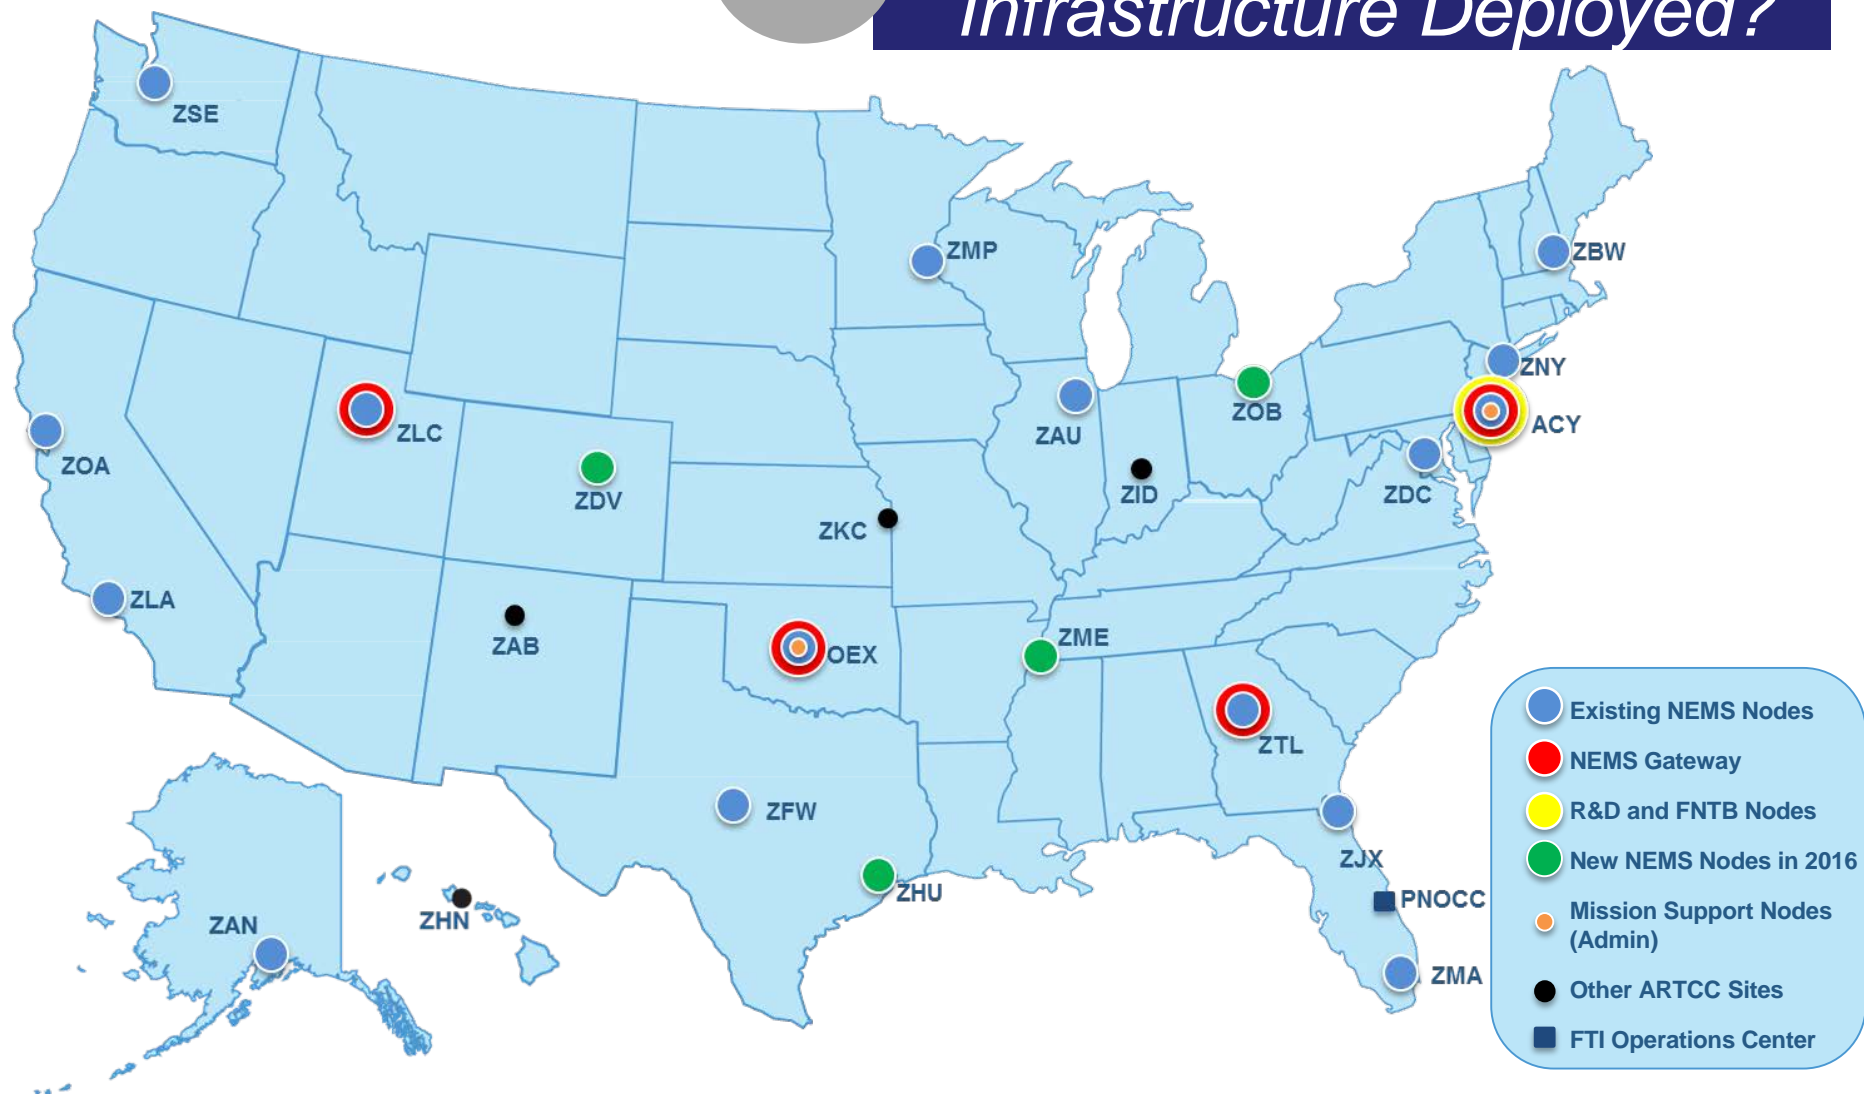 Infrastructure Deployed?
ZSE
ZMP
ZBW
ZNY
ZOB
ACY
ZLC
ZAU
ZOA
ZDV
ZID
ZDC
ZKC
ZLA
ZME
ZAB
OEX
ZTL
ZFW
ZJX
ZHU
PNOCC
ZHN
ZAN
ZMA
Existing NEMS Nodes
NEMS Gateway
R&D and FNTB Nodes
New NEMS Nodes in 2016
Mission Support Nodes
(Admin)
Other ARTCC Sites
FTI Operations Center